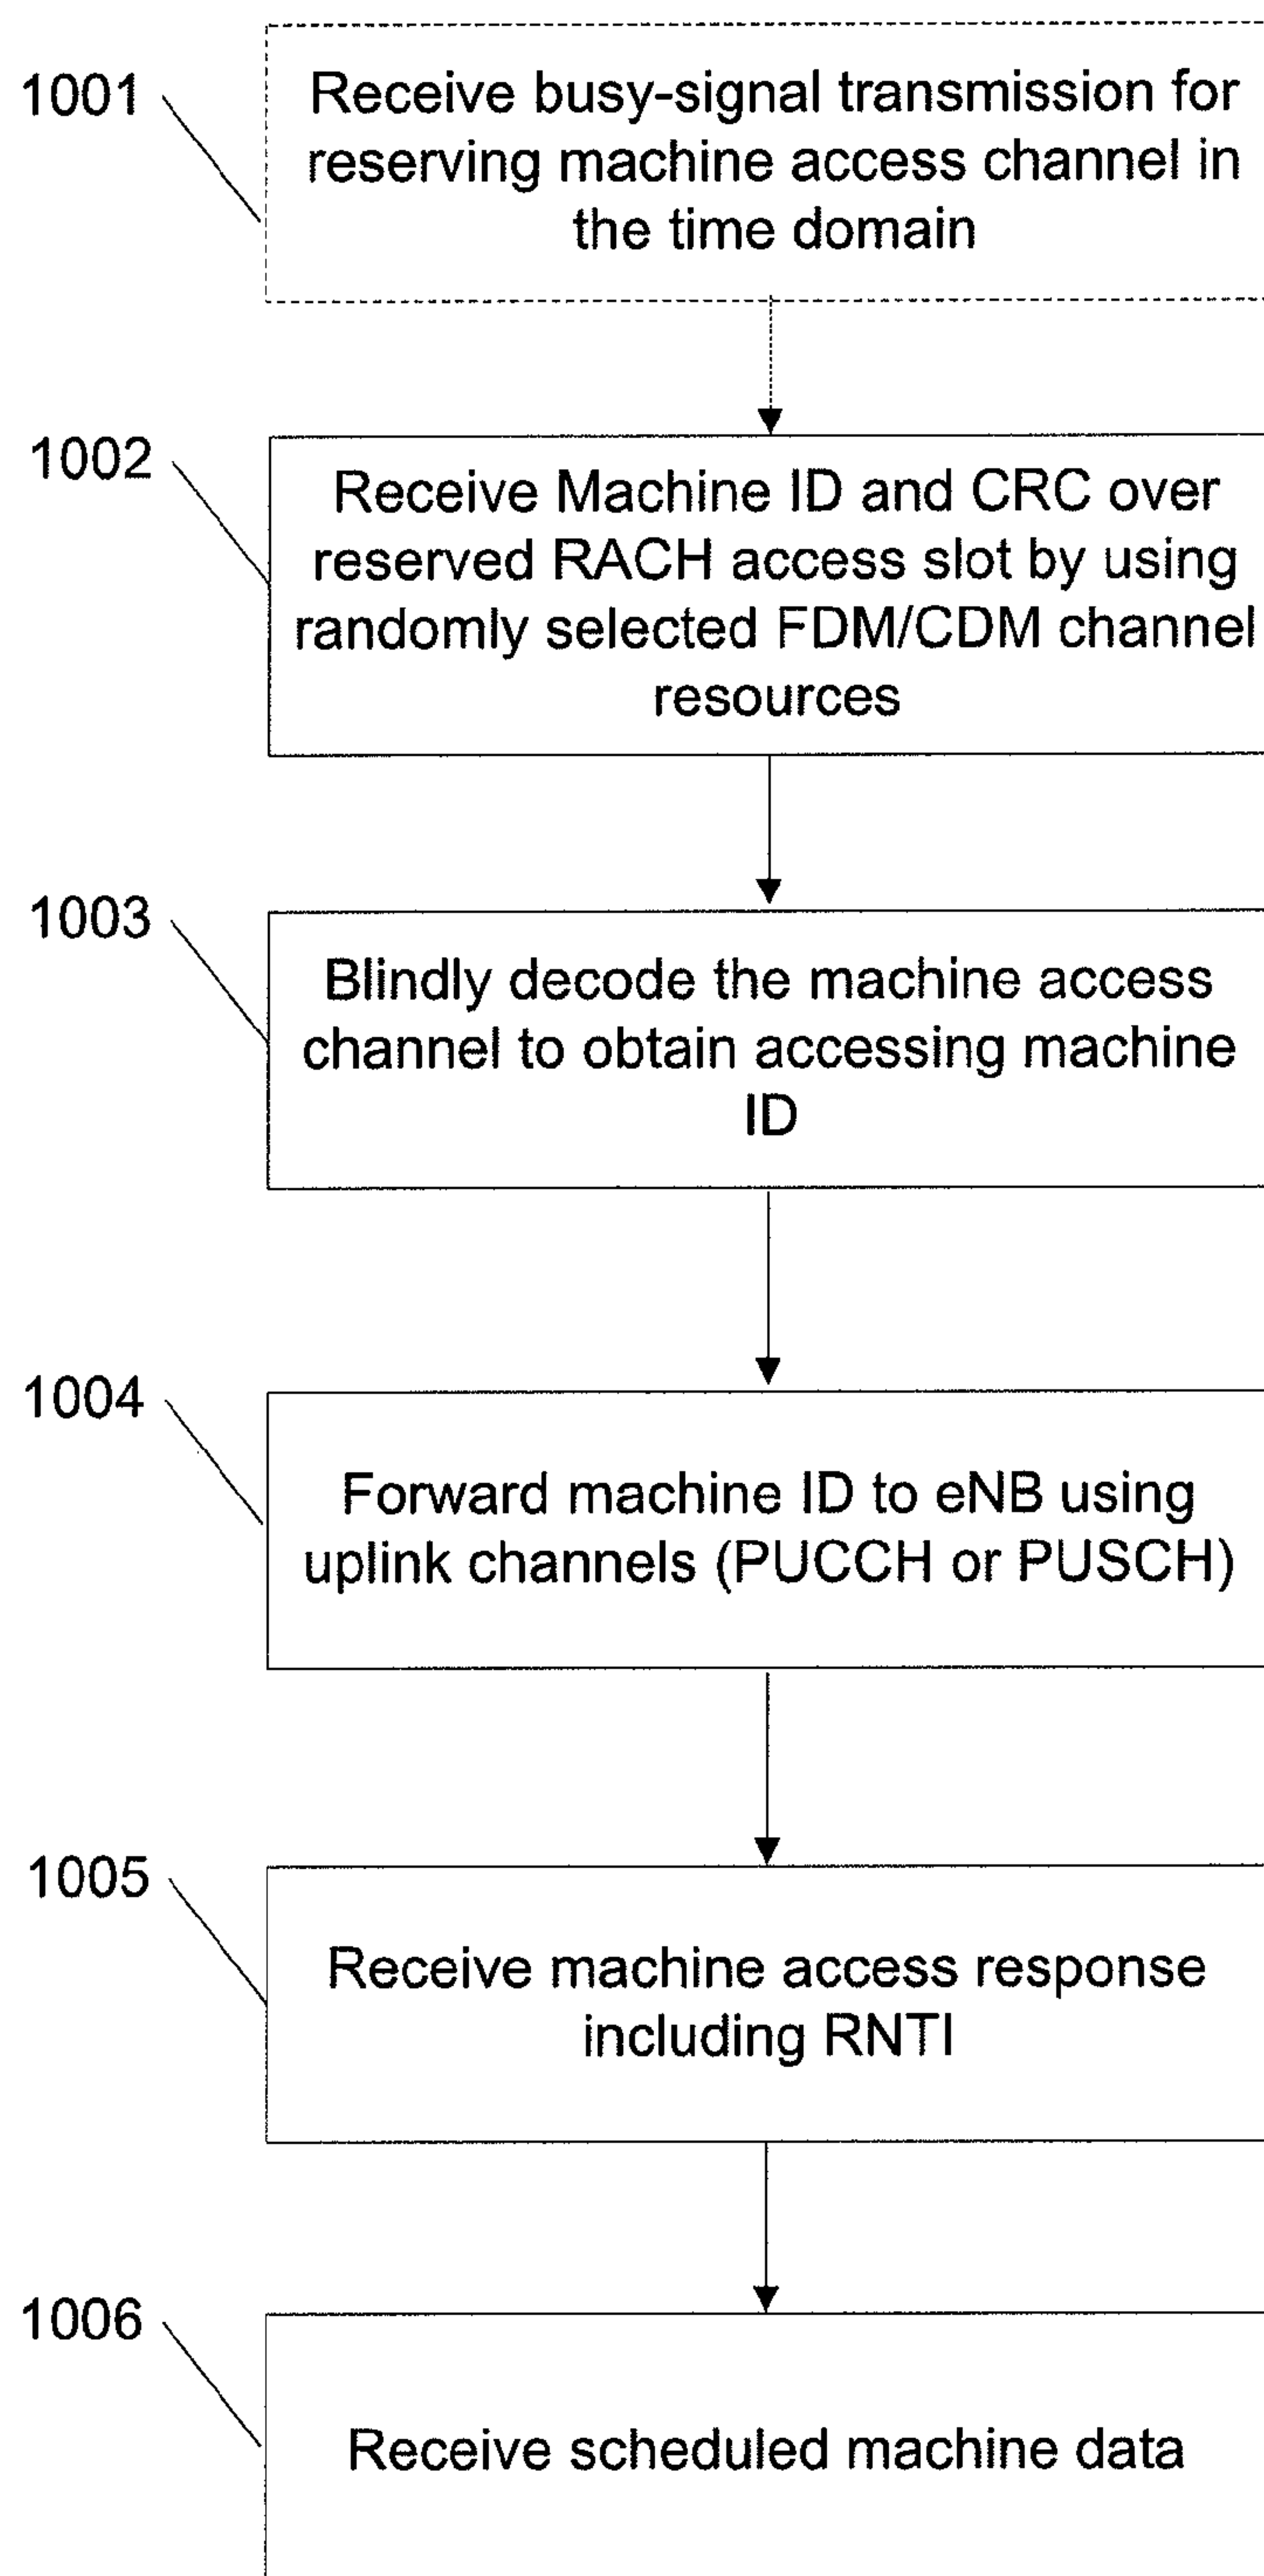 1001
Receive busy-signal transmission for
reserving machine access channel in
the time domain
1002
Receive Machine ID and CRC over
reserved RACH access slot by using
randomly selected FDM/CDM channel
resources
1003
Blindly decode the machine access
channel to obtain accessing machine
ID
1004
Forward machine ID to eNB using
uplink channels (PUCCH or PUSCH)
1005
Receive machine access response
including RNTI
1006
Receive scheduled machine data